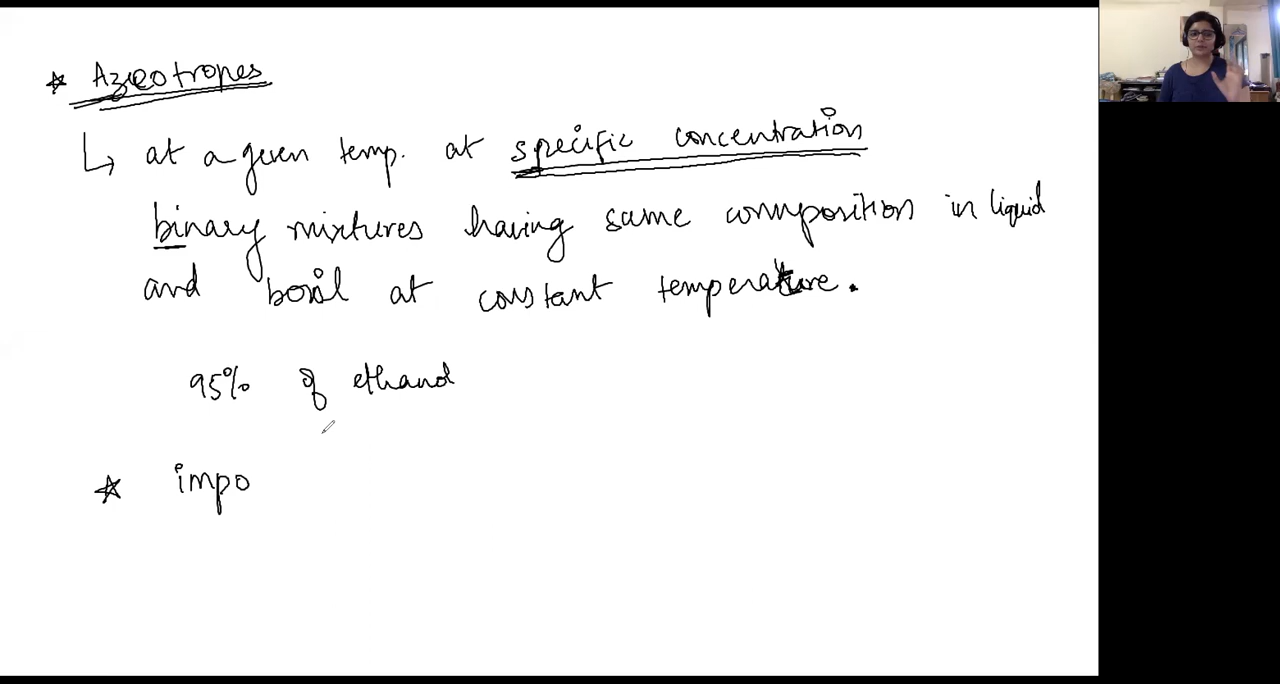 * Azeotropes
↳ at a given temp. at specific concentration
binary mixtures having same composition in liquid
and boil at constant temperature.
95% of ethanol
* impo